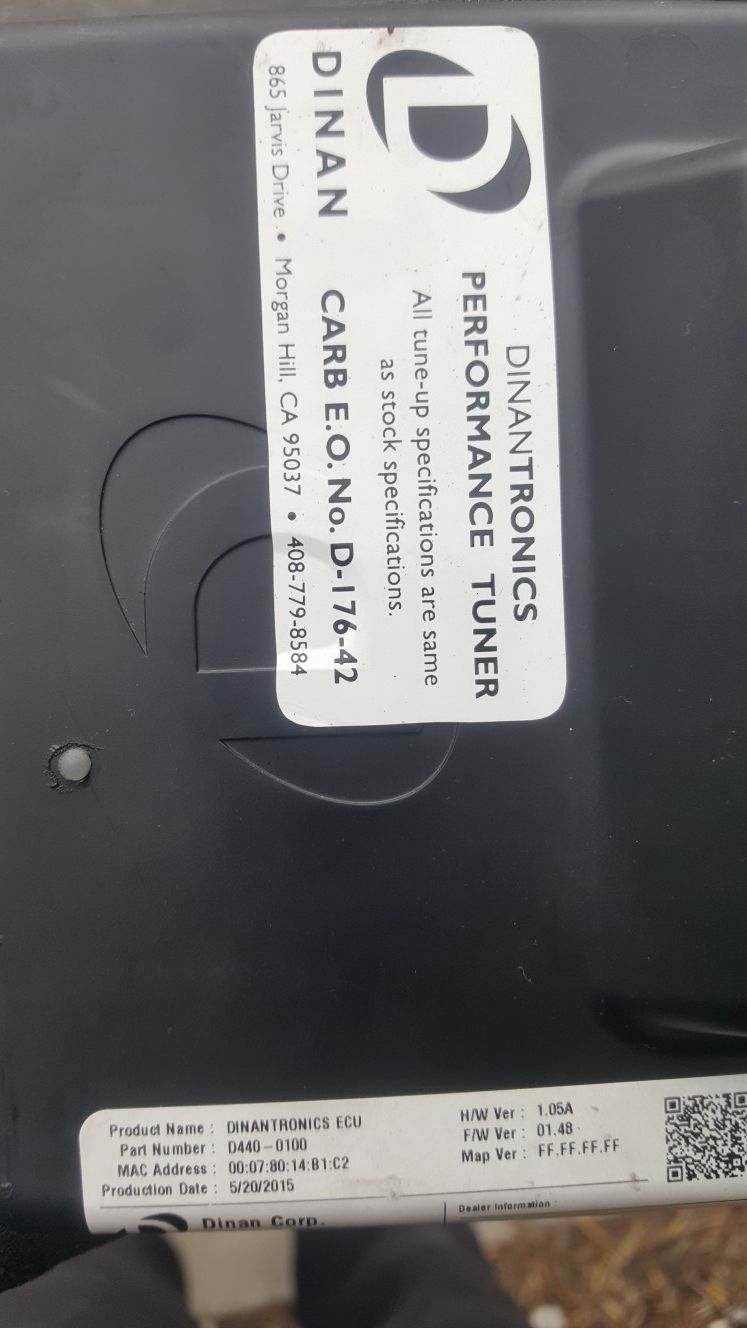 DINANTRONICS
PERFORMANCE TUNER
All tune-up specifications are same
as stock specifications.
DINAN CARB E.O. No. D-176-42
865 Jarvis Drive • Morgan Hill, CA 95037 • 408-779-8584
Product Name : DINANTRONICS ECU
Part Number : D440-0100
MAC Address : 00:07:80:14:B1:C2
Production Date : 5/20/2015
H/W Ver : 1.05A
F/W Ver : 01.48
Map Ver : FF.FF.FF.FF
Dinan Corp.
Dealer Information :